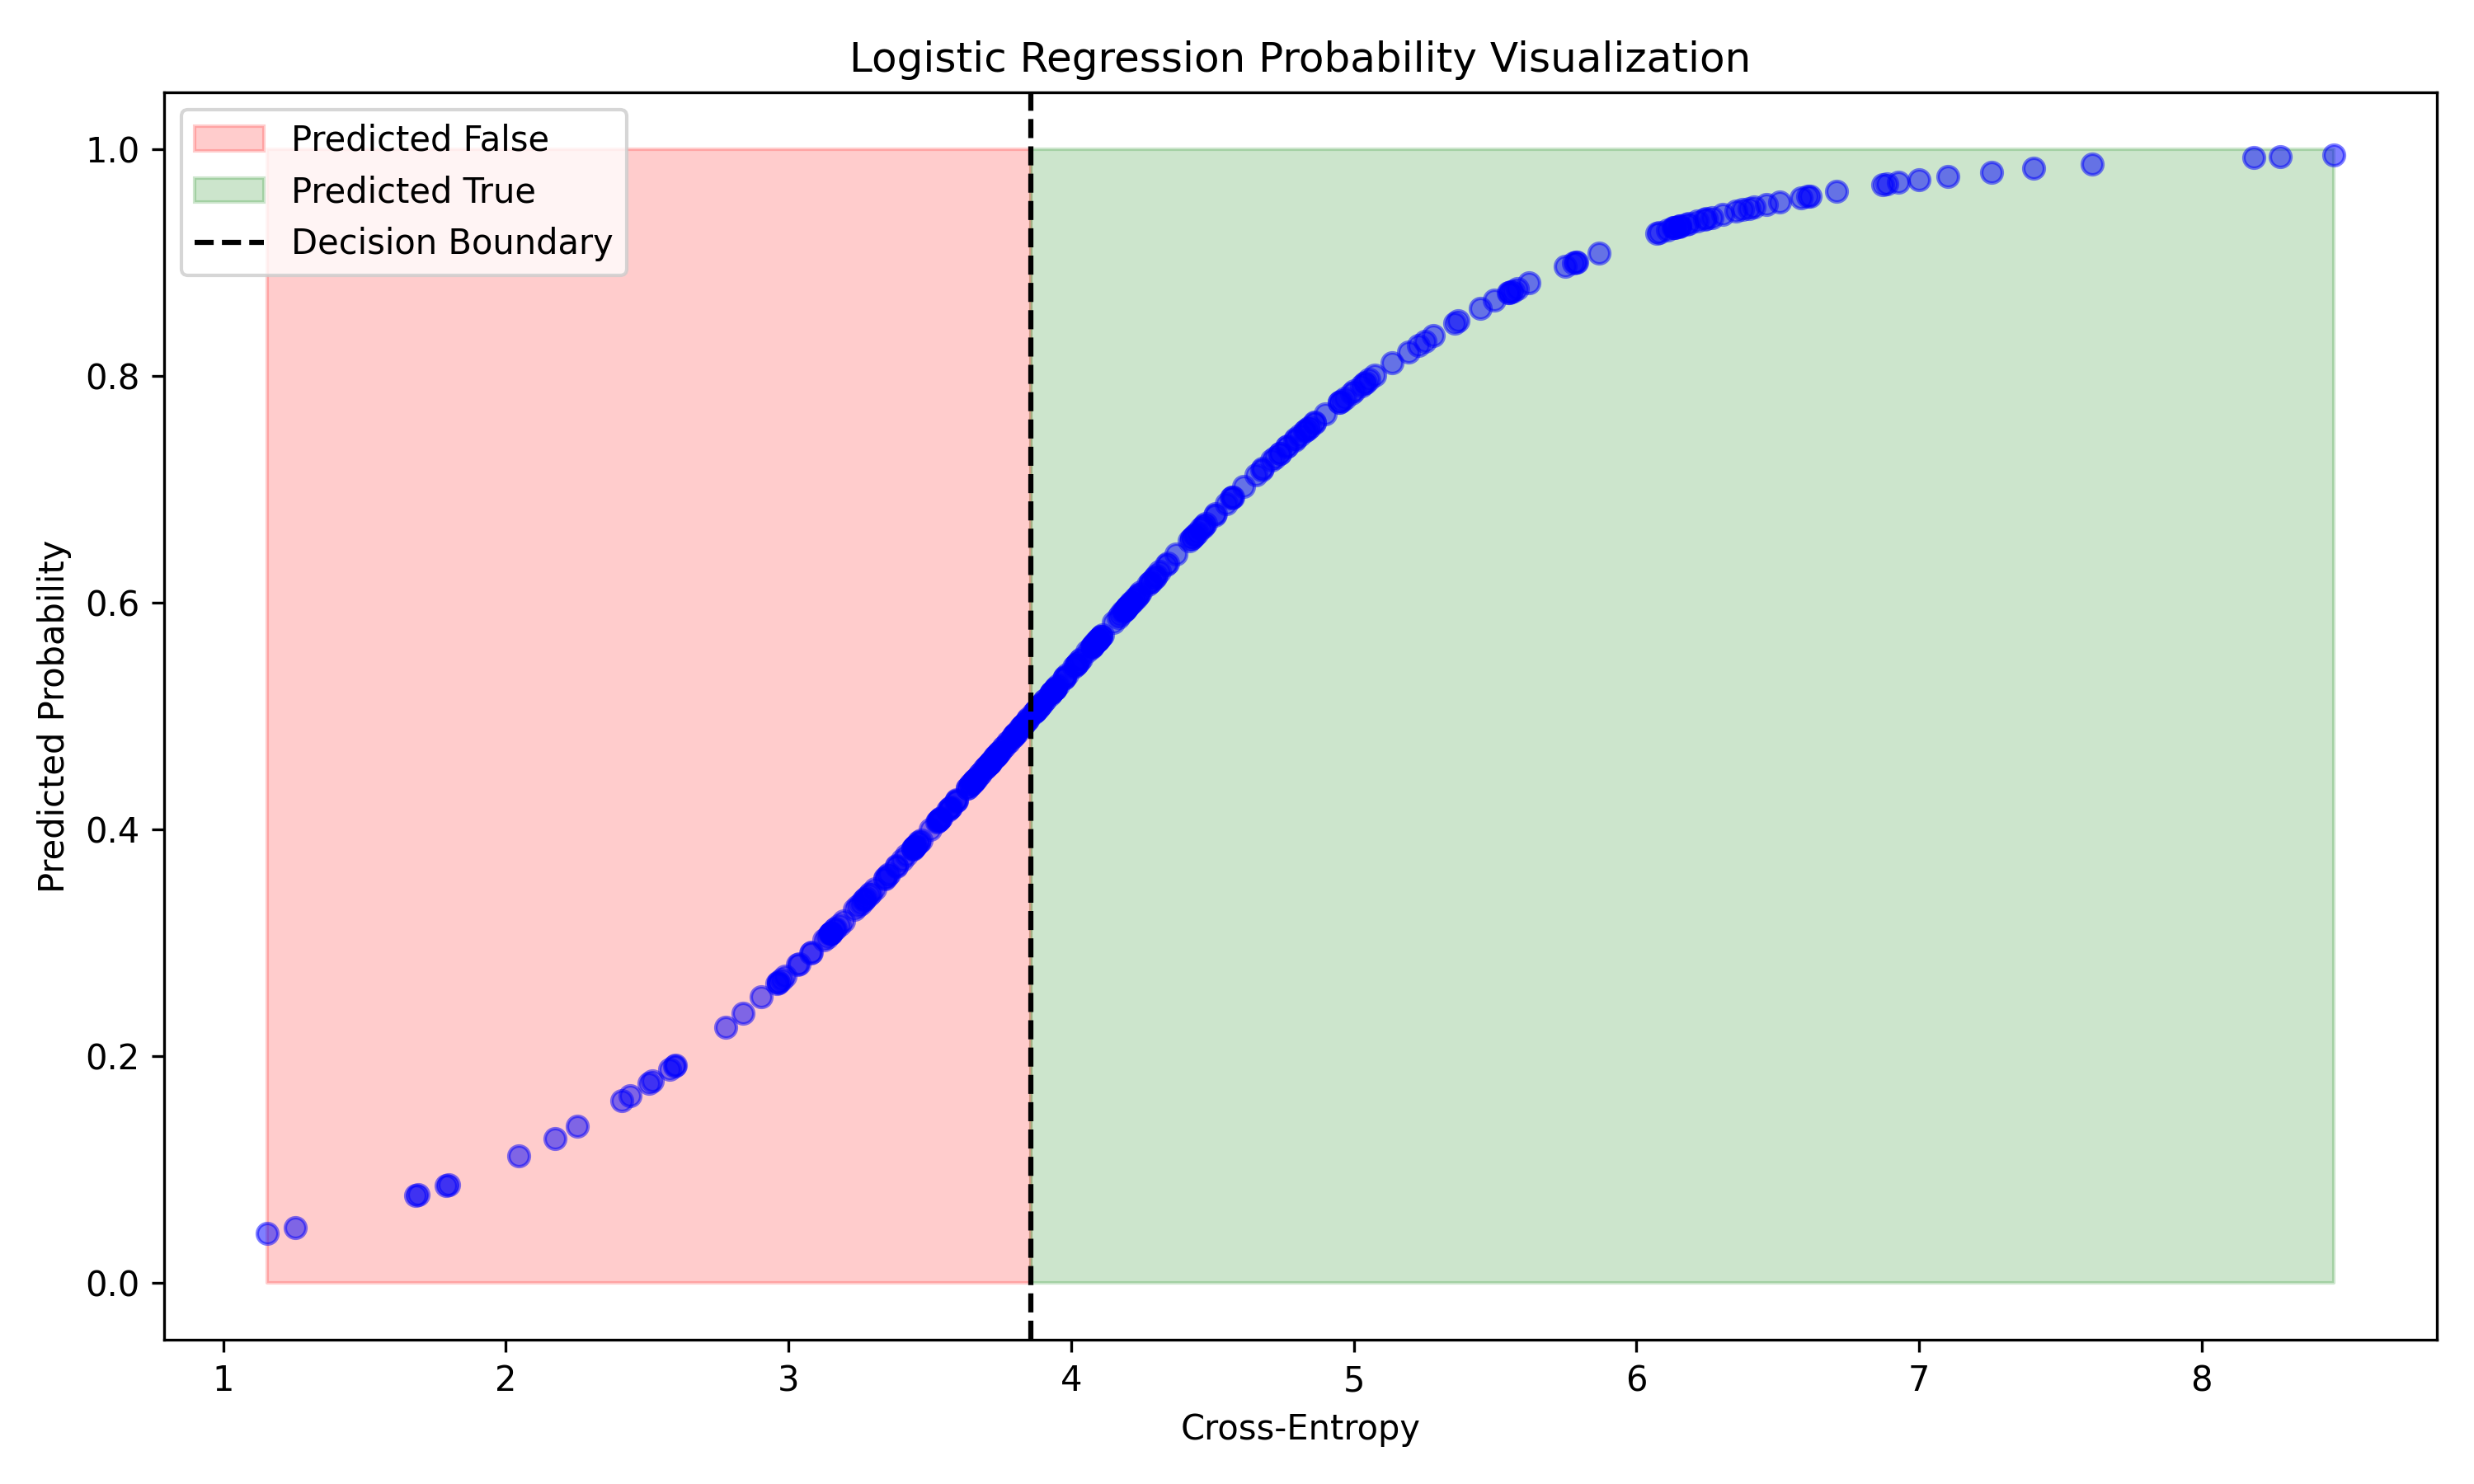 Logistic Regression Probability Visualization
Predicted False
Predicted True
Decision Boundary
Predicted Probability
1.0
0.8
0.6
0.4
0.2
0.0
1 2 3 4 5 6 7 8
Cross-Entropy